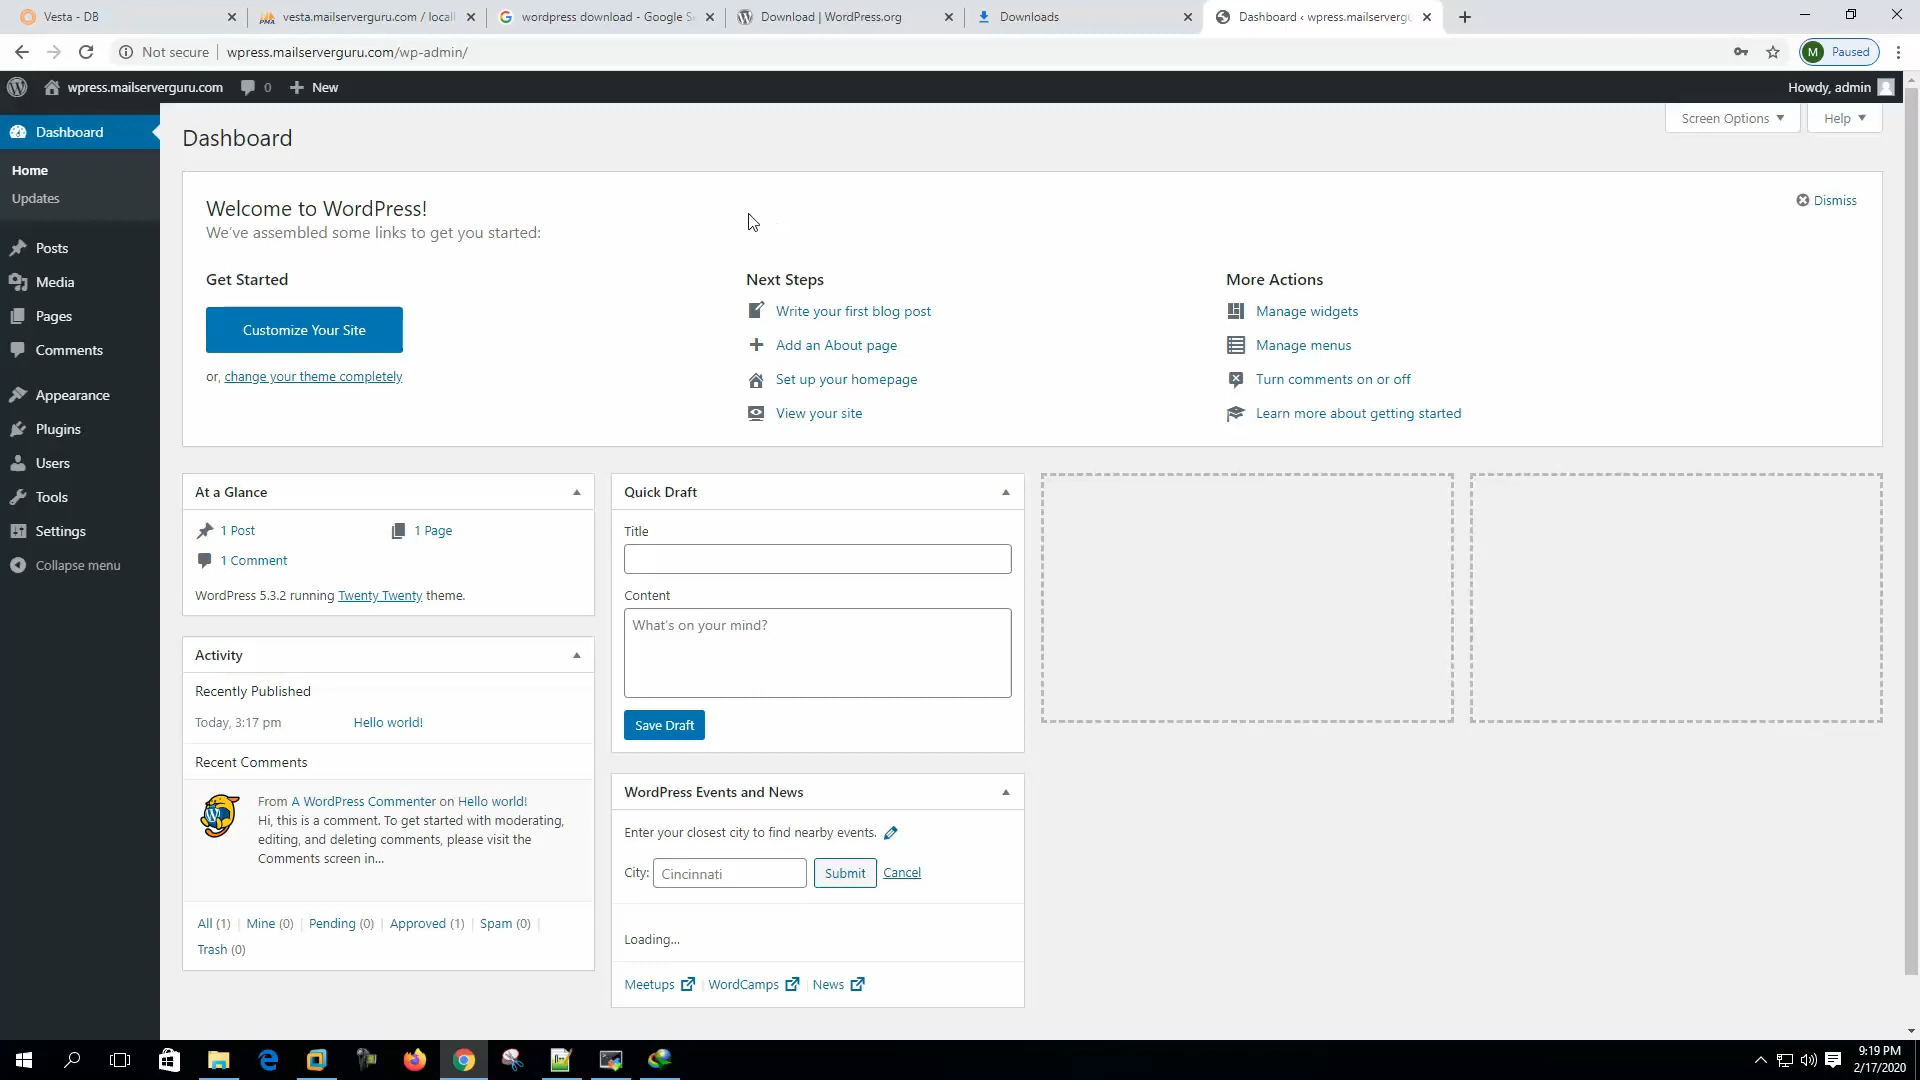 Vesta - DB
vesta.mailserverguru.com / locall
wordpress download - Google S
Download | WordPress.org
Downloads
Dashboard ‹ wpress.mailserverg
Not secure
wpress.mailserverguru.com/wp-admin/
M
Paused
wpress.mailserverguru.com
0
New
Howdy, admin
Dashboard
Home
Updates
Posts
Media
Pages
Comments
Appearance
Plugins
Users
Tools
Settings
Collapse menu
Dashboard
Screen Options
Help
Welcome to WordPress!
Dismiss
We've assembled some links to get you started:
Get Started
Customize Your Site
or, change your theme completely
Next Steps
Write your first blog post
Add an About page
Set up your homepage
View your site
More Actions
Manage widgets
Manage menus
Turn comments on or off
Learn more about getting started
At a Glance
1 Post
1 Page
1 Comment
WordPress 5.3.2 running Twenty Twenty theme.
Activity
Recently Published
Today, 3:17 pm
Hello world!
Recent Comments
From A WordPress Commenter on Hello world!
Hi, this is a comment. To get started with moderating,
editing, and deleting comments, please visit the
Comments screen in…
All (1) | Mine (0) | Pending (0) | Approved (1) | Spam (0) |
Trash (0)
Quick Draft
Title
Content
What's on your mind?
Save Draft
WordPress Events and News
Enter your closest city to find nearby events.
City:
Cincinnati
Submit
Cancel
Loading…
Meetups | WordCamps | News
9:19 PM
2/17/2020